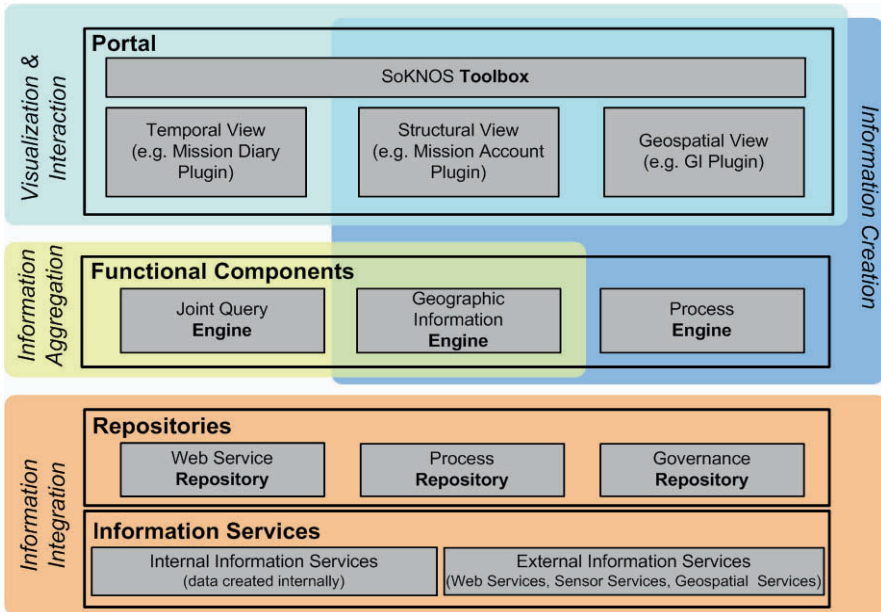 Visualization &
Interaction
Portal
SoKNOS Toolbox
Temporal View
(e.g. Mission Diary
Plugin)
Structural View
(e.g. Mission Account
Plugin)
Geospatial View
(e.g. GI Plugin)
Information Creation
Information
Aggregation
Functional Components
Joint Query
Engine
Geographic
Information
Engine
Process
Engine
Information
Integration
Repositories
Web Service
Repository
Process
Repository
Governance
Repository
Information Services
Internal Information Services
(data created internally)
External Information Services
(Web Services, Sensor Services, Geospatial Services)